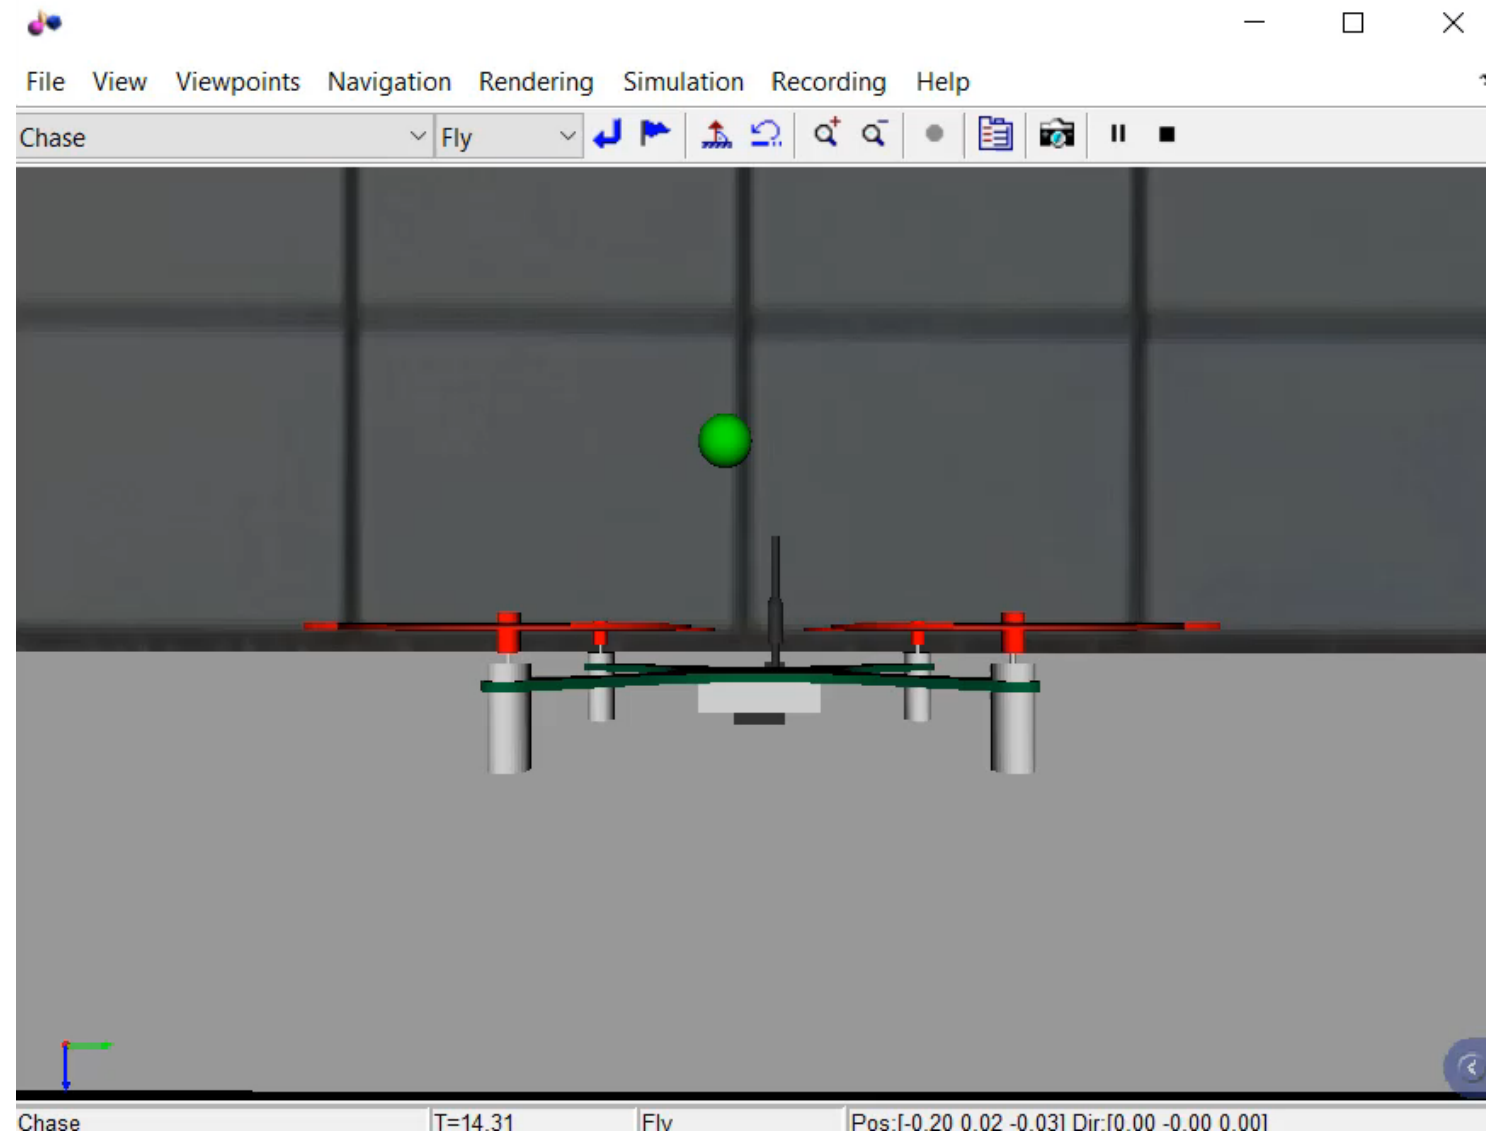 File View Viewpoints Navigation Rendering Simulation Recording Help
Chase Fly
Chase T=14.31 Fly Pos:[-0.20 0.02 -0.03] Dir:[0.00 -0.00 0.00]